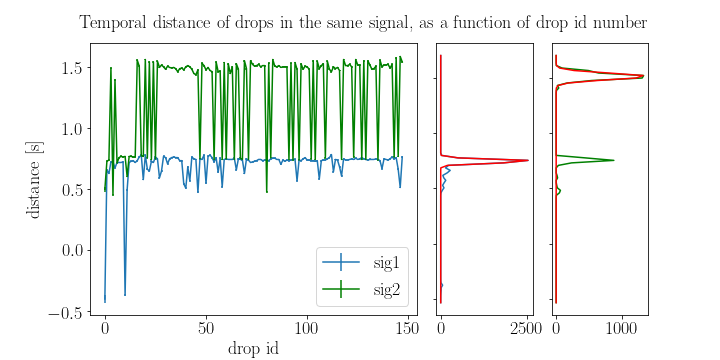 Temporal distance of drops in the same signal, as a function of drop id number
distance [s]
1.5
1.0
0.5
0.0
−0.5
0
50
100
150
drop id
sig1
sig2
0
2500
0
1000